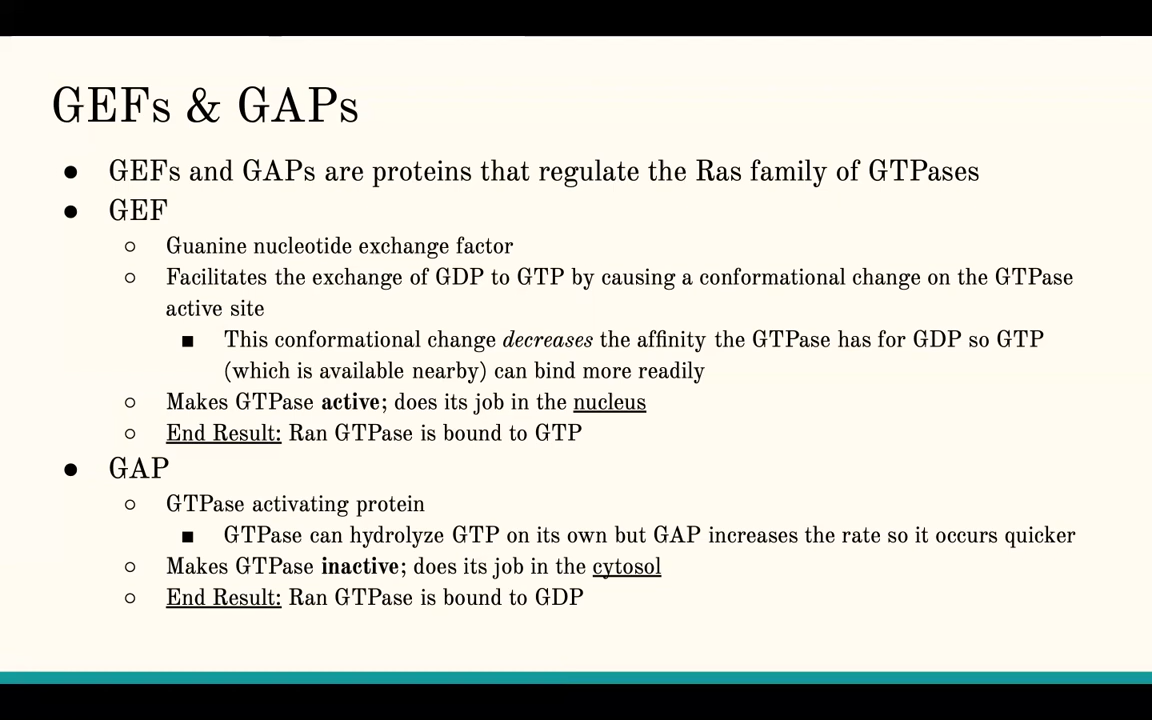 GEFs & GAPs
● GEFs and GAPs are proteins that regulate the Ras family of GTPases
● GEF
○ Guanine nucleotide exchange factor
○ Facilitates the exchange of GDP to GTP by causing a conformational change on the GTPase
active site
■ This conformational change decreases the affinity the GTPase has for GDP so GTP
(which is available nearby) can bind more readily
○ Makes GTPase active; does its job in the nucleus
○ End Result: Ran GTPase is bound to GTP
● GAP
○ GTPase activating protein
■ GTPase can hydrolyze GTP on its own but GAP increases the rate so it occurs quicker
○ Makes GTPase inactive; does its job in the cytosol
○ End Result: Ran GTPase is bound to GDP